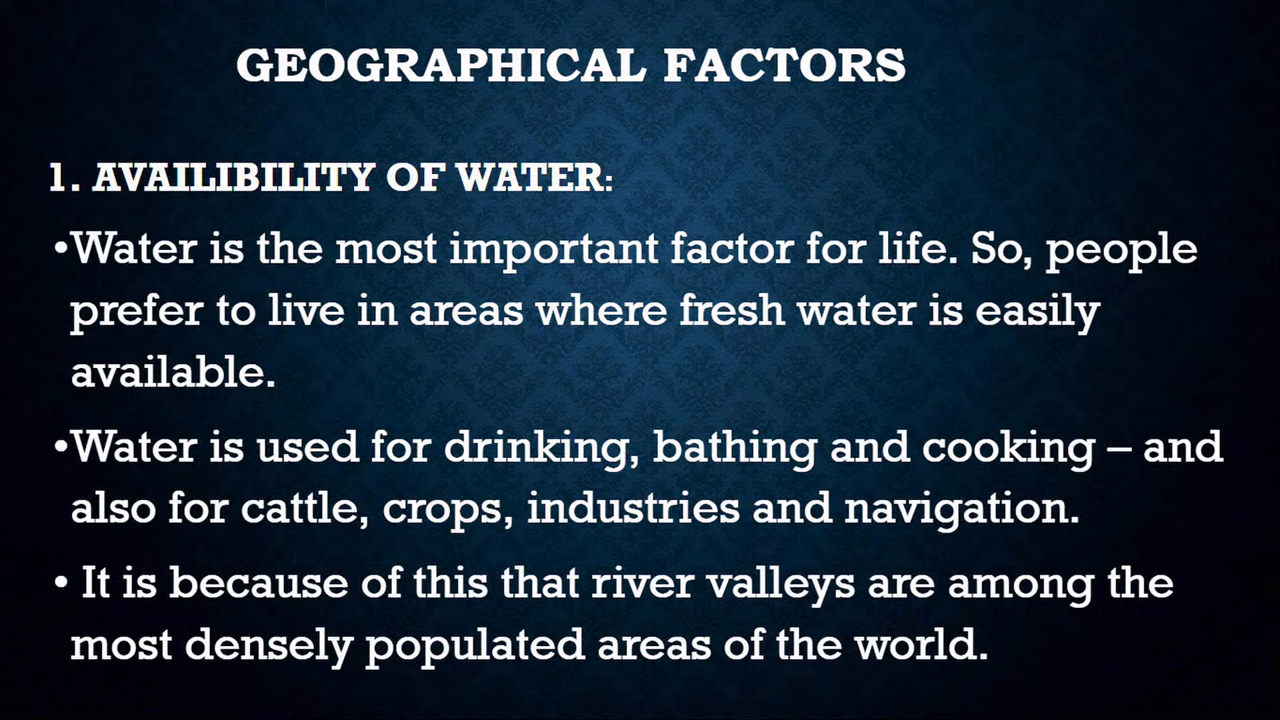 GEOGRAPHICAL FACTORS
1. AVAILIBILITY OF WATER:
•Water is the most important factor for life. So, people
prefer to live in areas where fresh water is easily
available.
•Water is used for drinking, bathing and cooking – and
also for cattle, crops, industries and navigation.
• It is because of this that river valleys are among the
most densely populated areas of the world.